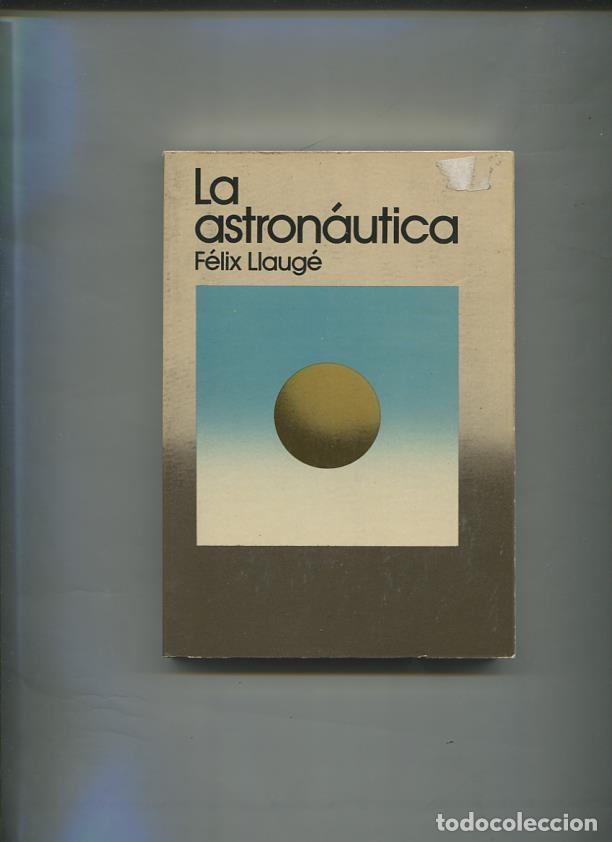 La
astronáutica
Félix Llaugé
todocoleccion